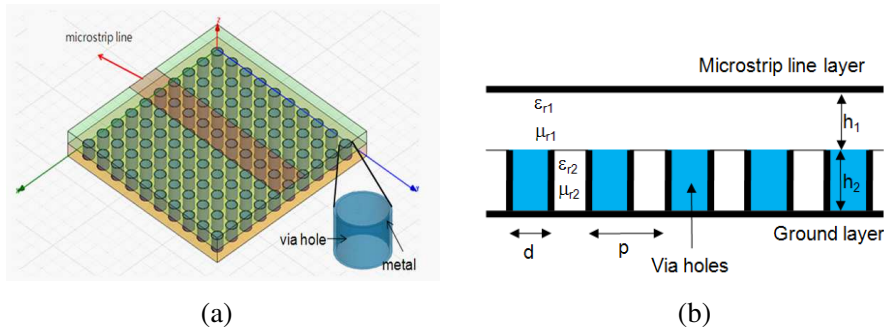 microstrip line
z
via hole
metal
(a)
Microstrip line layer
εr1
μr1
h1
εr2
μr2
h2
Ground layer
d
p
Via holes
(b)